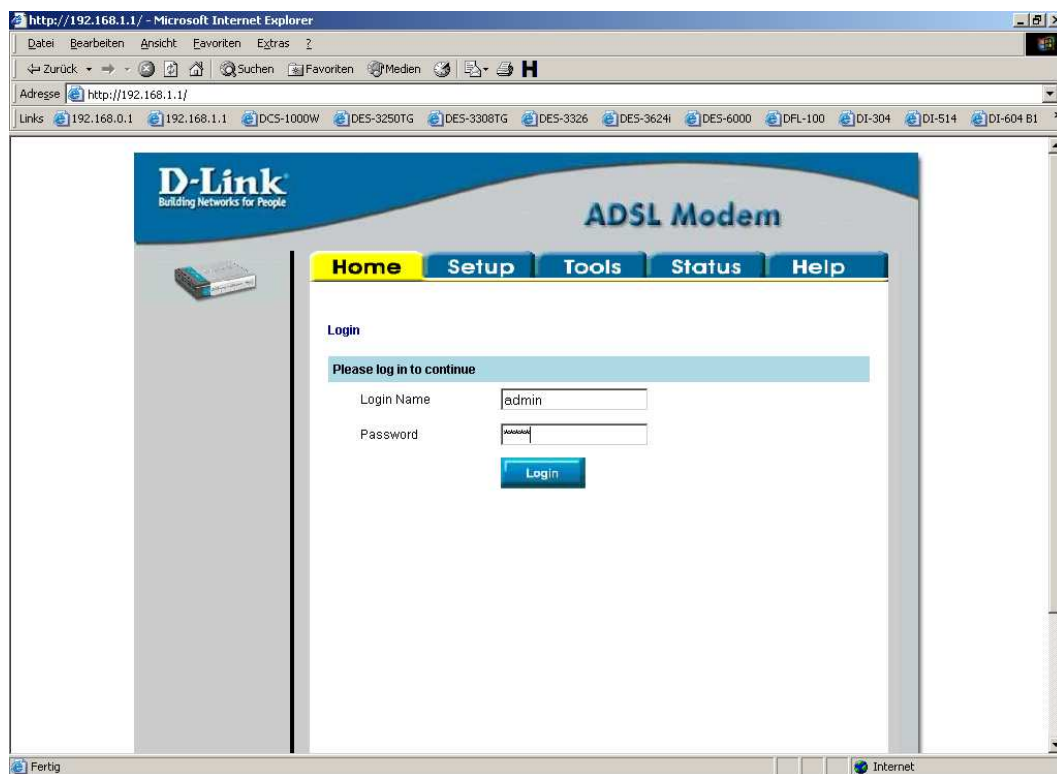 http://192.168.1.1/ - Microsoft Internet Explorer
Datei Bearbeiten Ansicht Favoriten Extras ?
Zurück Suchen Favoriten Medien H
Adresse http://192.168.1.1/
Links 192.168.0.1 192.168.1.1 DCS-1000W DES-3250TG DES-3308TG DES-3326 DES-3624i DES-6000 DFL-100 DI-304 DI-514 DI-604 B1
D-Link
Building Networks for People
ADSL Modem
Home Setup Tools Status Help
Login
Please log in to continue
Login Name admin
Password *****
Login
Fertig Internet